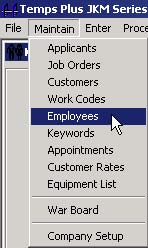 Temps Plus JKM Series
File Maintain Enter Proce
Applicants
Job Orders
Customers
Work Codes
Employees
Keywords
Appointments
Customer Rates
Equipment List
War Board
Company Setup